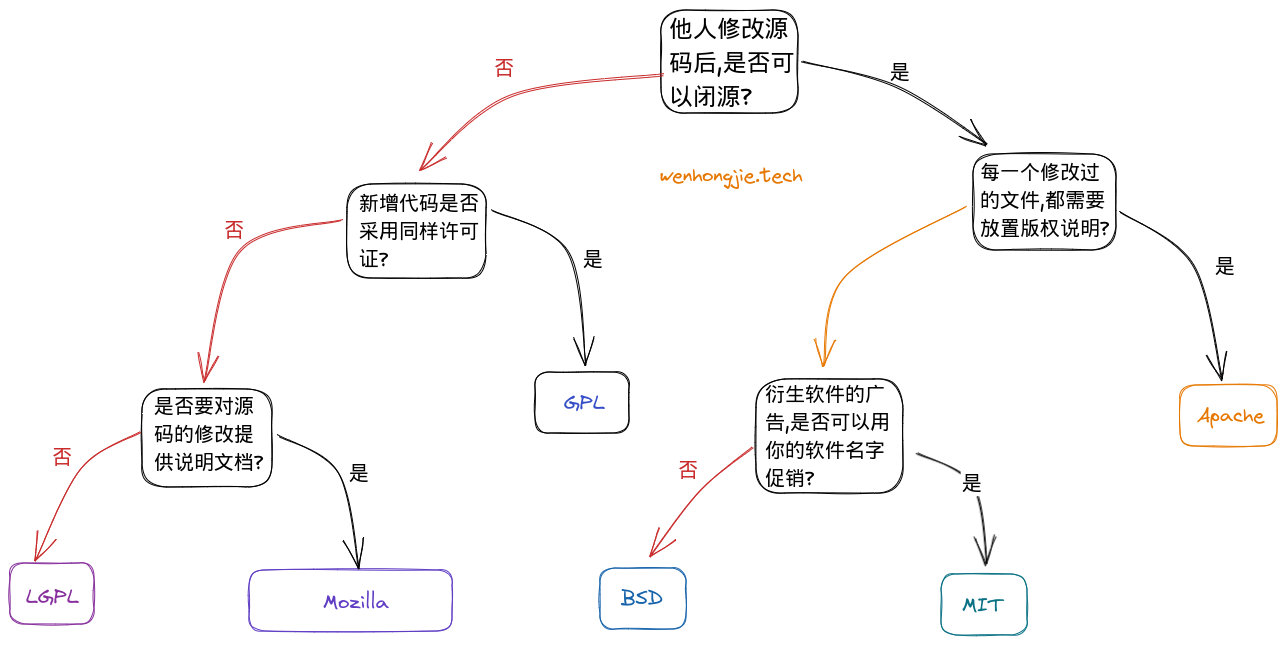 他人修改源
码后,是否可
以闭源?
否
是
wenhongjie.tech
每一个修改过
的文件,都需要
放置版权说明?
新增代码是否
采用同样许可
证?
否
是
是
是否要对源
码的修改提
供说明文档?
GPL
衍生软件的广
告,是否可以用
你的软件名字
促销?
Apache
否
是
否
是
LGPL
Mozilla
BSD
MIT